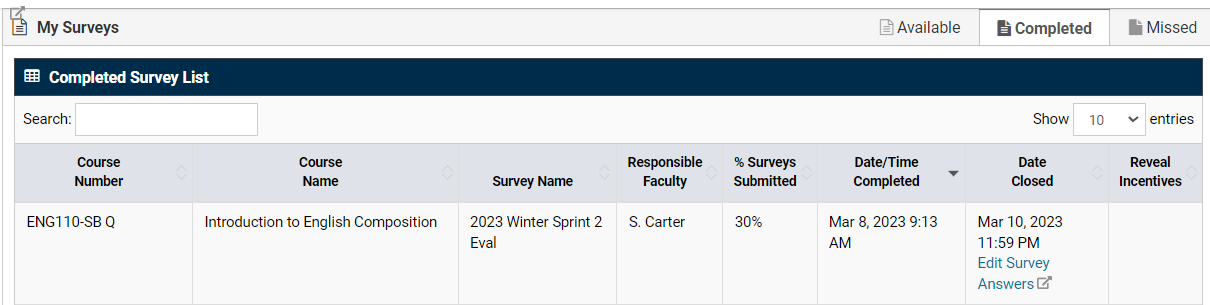 My Surveys Available Completed Missed
Completed Survey List
Search: Show 10 entries
Course Number Course Name Survey Name Responsible Faculty % Surveys Submitted Date/Time Completed Date Closed Reveal Incentives
ENG110-SB Q Introduction to English Composition 2023 Winter Sprint 2 Eval S. Carter 30% Mar 8, 2023 9:13 AM Mar 10, 2023 11:59 PM
Edit Survey
Answers